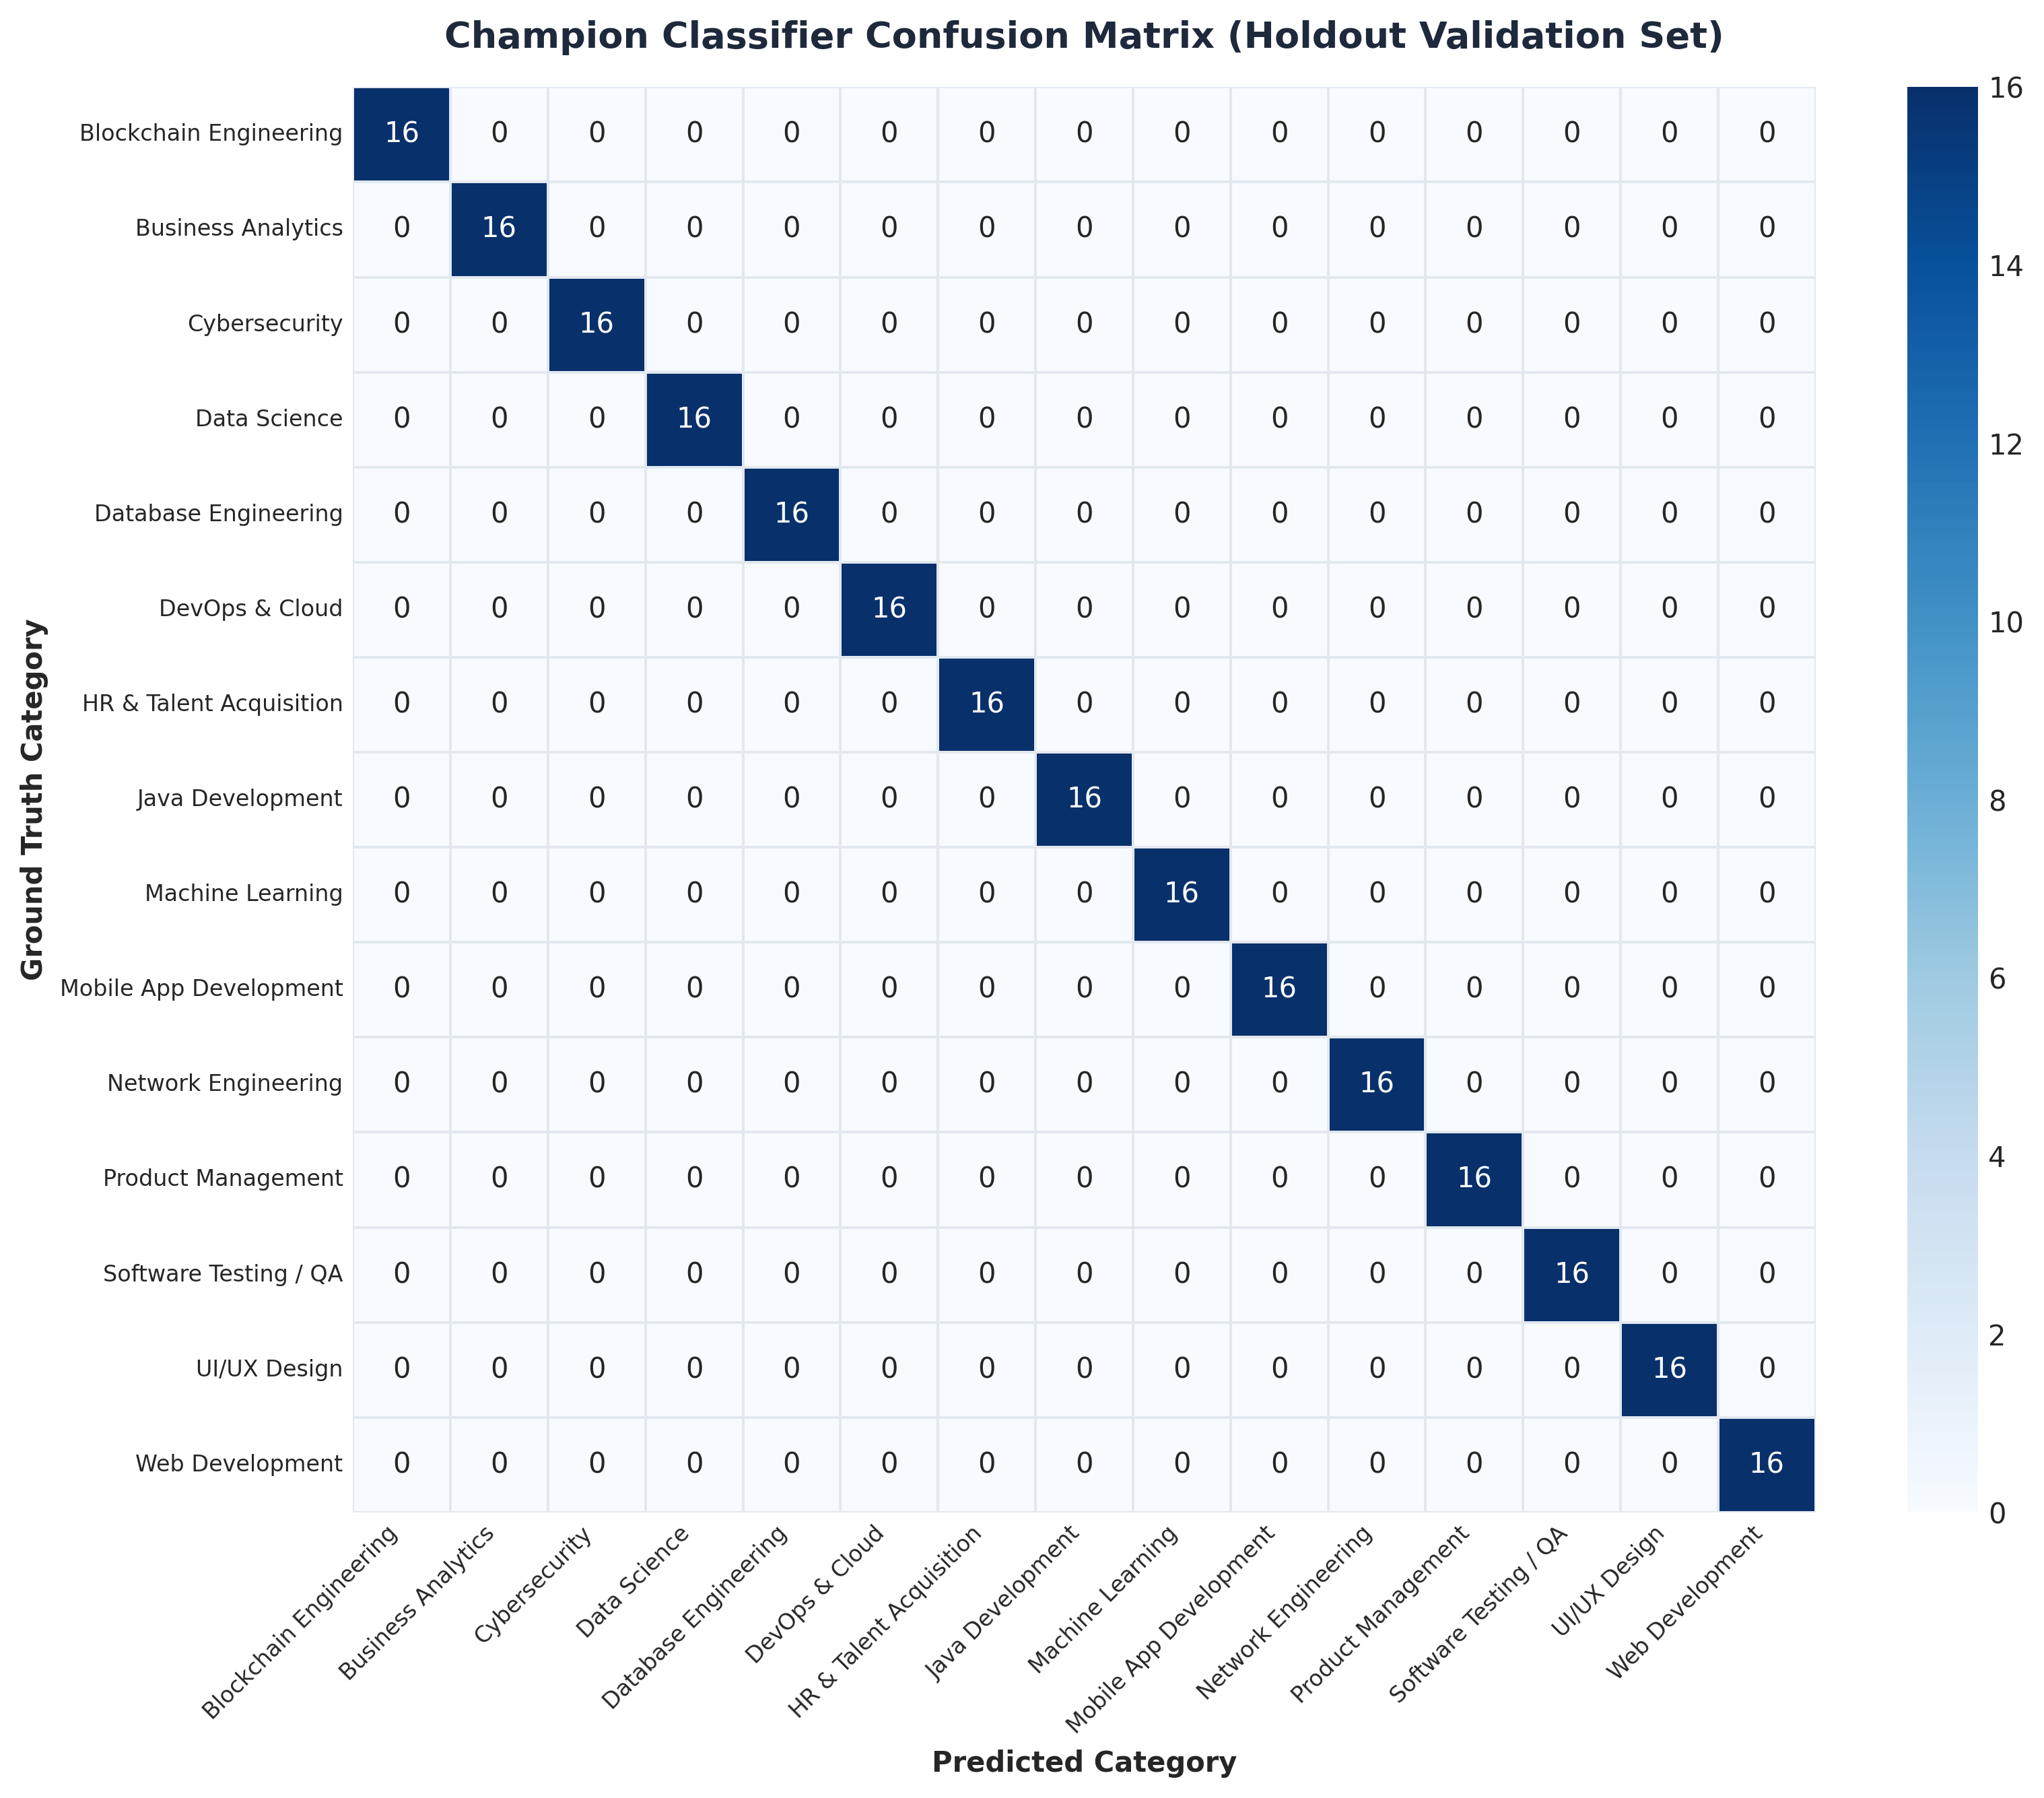 Champion Classifier Confusion Matrix (Holdout Validation Set)
Ground Truth Category
Blockchain Engineering 16 0 0 0 0 0 0 0 0 0 0 0 0 0 0
Business Analytics 0 16 0 0 0 0 0 0 0 0 0 0 0 0 0
Cybersecurity 0 0 16 0 0 0 0 0 0 0 0 0 0 0 0
Data Science 0 0 0 16 0 0 0 0 0 0 0 0 0 0 0
Database Engineering 0 0 0 0 16 0 0 0 0 0 0 0 0 0 0
DevOps & Cloud 0 0 0 0 0 16 0 0 0 0 0 0 0 0 0
HR & Talent Acquisition 0 0 0 0 0 0 16 0 0 0 0 0 0 0 0
Java Development 0 0 0 0 0 0 0 16 0 0 0 0 0 0 0
Machine Learning 0 0 0 0 0 0 0 0 16 0 0 0 0 0 0
Mobile App Development 0 0 0 0 0 0 0 0 0 16 0 0 0 0 0
Network Engineering 0 0 0 0 0 0 0 0 0 0 16 0 0 0 0
Product Management 0 0 0 0 0 0 0 0 0 0 0 16 0 0 0
Software Testing / QA 0 0 0 0 0 0 0 0 0 0 0 0 16 0 0
UI/UX Design 0 0 0 0 0 0 0 0 0 0 0 0 0 16 0
Web Development 0 0 0 0 0 0 0 0 0 0 0 0 0 0 16
Blockchain Engineering
Business Analytics
Cybersecurity
Data Science
Database Engineering
DevOps & Cloud
HR & Talent Acquisition
Java Development
Machine Learning
Mobile App Development
Network Engineering
Product Management
Software Testing / QA
UI/UX Design
Web Development
Predicted Category
16
14
12
10
8
6
4
2
0